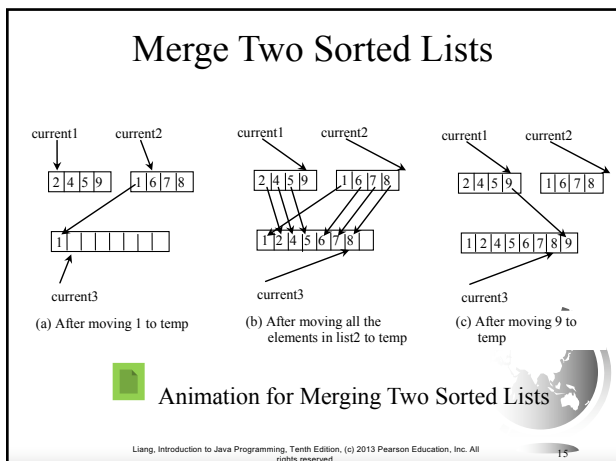 Merge Two Sorted Lists
current1 current2 current1 current2 current1 current2
2 4 5 9 1 6 7 8 2 4 5 9 1 6 7 8 2 4 5 9 1 6 7 8
1 1 2 4 5 6 7 8 1 2 4 5 6 7 8 9
current3 current3 current3
(a) After moving 1 to temp (b) After moving all the (c) After moving 9 to
elements in list2 to temp temp
Animation for Merging Two Sorted Lists
Liang, Introduction to Java Programming, Tenth Edition, (c) 2013 Pearson Education, Inc. All
rights reserved.
15